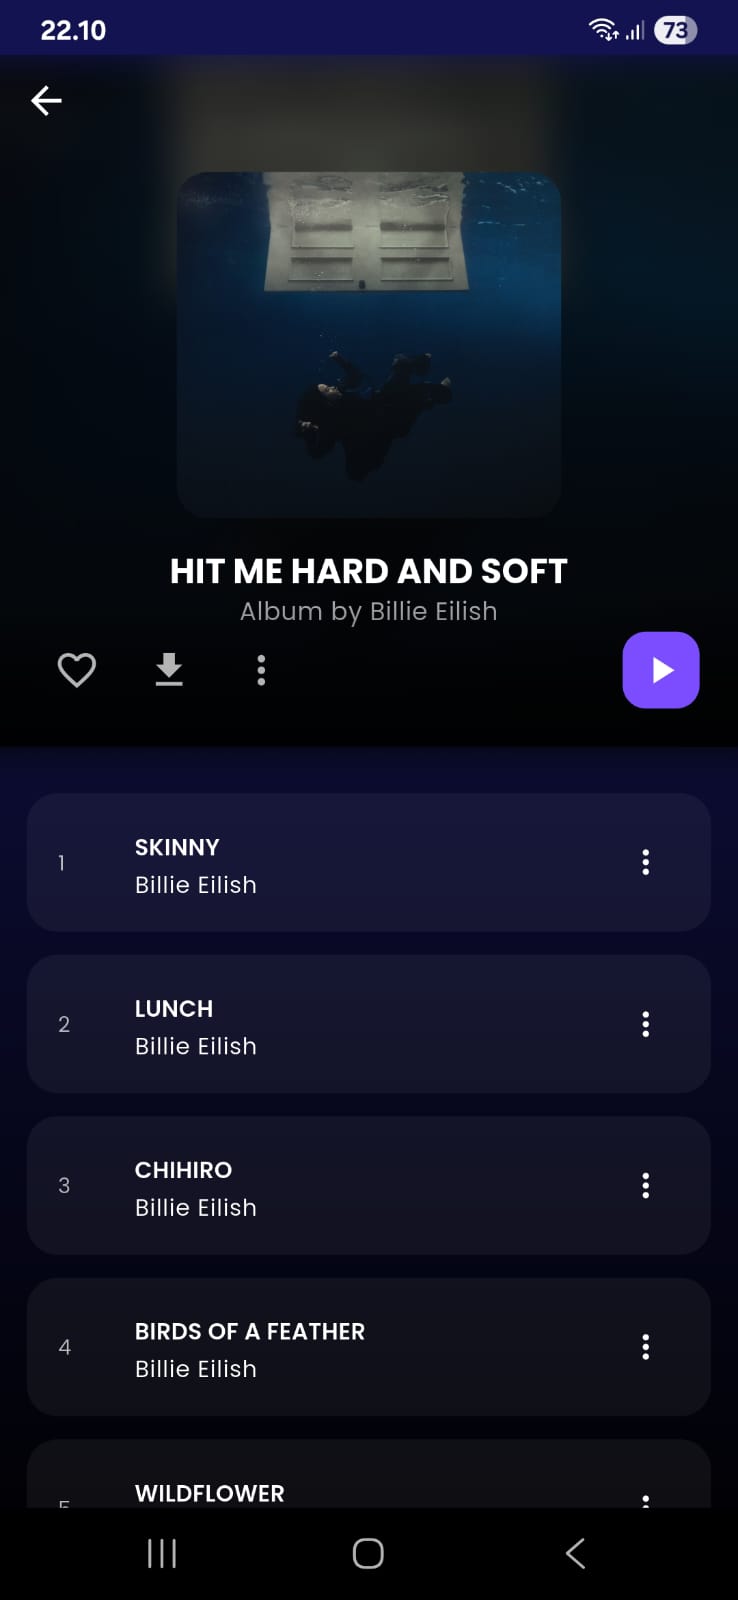 22.10
73
HIT ME HARD AND SOFT
Album by Billie Eilish
1
SKINNY
Billie Eilish
2
LUNCH
Billie Eilish
3
CHIHIRO
Billie Eilish
4
BIRDS OF A FEATHER
Billie Eilish
5
WILDFLOWER